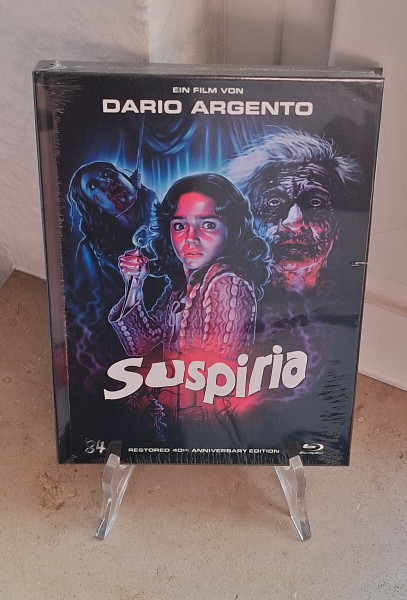 EIN FILM VON
DARIO ARGENTO
Suspiria
84
RESTORED 40th ANNIVERSARY EDITION